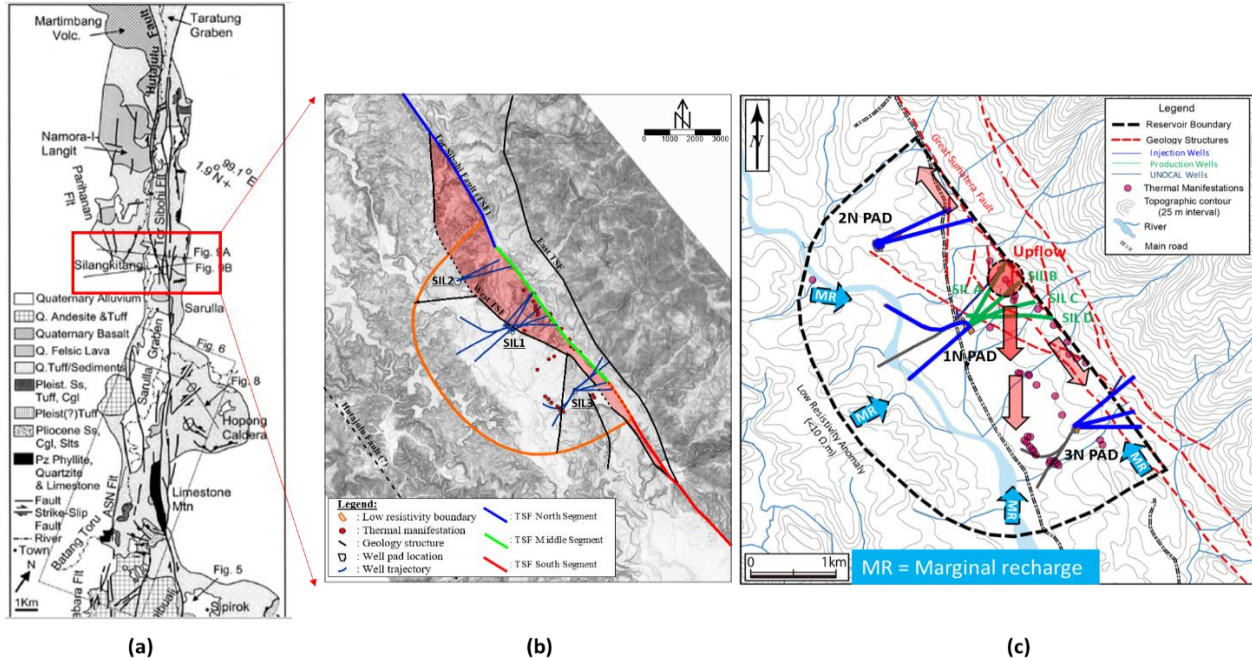 Martimbang
Volc.
Taratung
Graben
Hutajulu Fault
Namora-I-
Langit
Parihanan
Flt
1.9°N+
99.1°E
Tor Sibohi Flt
Fig. 9A
Silangkitang
Fig. 9B
Sarulla
Quaternary Alluvium
Q. Andesite &Tuff
Quaternary Basalt
Q. Felsic Lava
Q.Tuff/Sediments
Pleist. Ss,
Tuff, Cgl
Pleist(?)Tuff
Pliocene Ss,
Cgl, Slts
Pz Phyllite,
Quartzite
& Limestone
Fault
Strike-Slip
Fault
River
Town
N
1Km
Sarulla Graben
Fig. 6
Fig. 8
Hopong
Caldera
ASN Flt
Limestone
Mtn
Batang Toru
Fig. 5
Sipirok
(a)
N
0 1000 2000 3000
Tor Sibohi Fault (TSF)
East TSF
West TSF
SIL2
SIL1
SIL3
Hutajulu Fault (?)
Legend:
: Low resistivity boundary
: Thermal manifestation
: Geology structure
: Well pad location
: Well trajectory
: TSF North Segment
: TSF Middle Segment
: TSF South Segment
(b)
N
Legend
Reservoir Boundary
Geology Structures
Injection Wells
Production Wells
UNOCAL Wells
Thermal Manifestations
Topographic contour
(25 m interval)
River
Main road
Great Sumatera Fault
2N PAD
Upflow
SIL A
SIL B
SIL C
SIL D
MR
1N PAD
MR
Low Resistivity Anomaly
(<10 Ω.m)
3N PAD
MR
MR
0 1km
MR = Marginal recharge
(c)